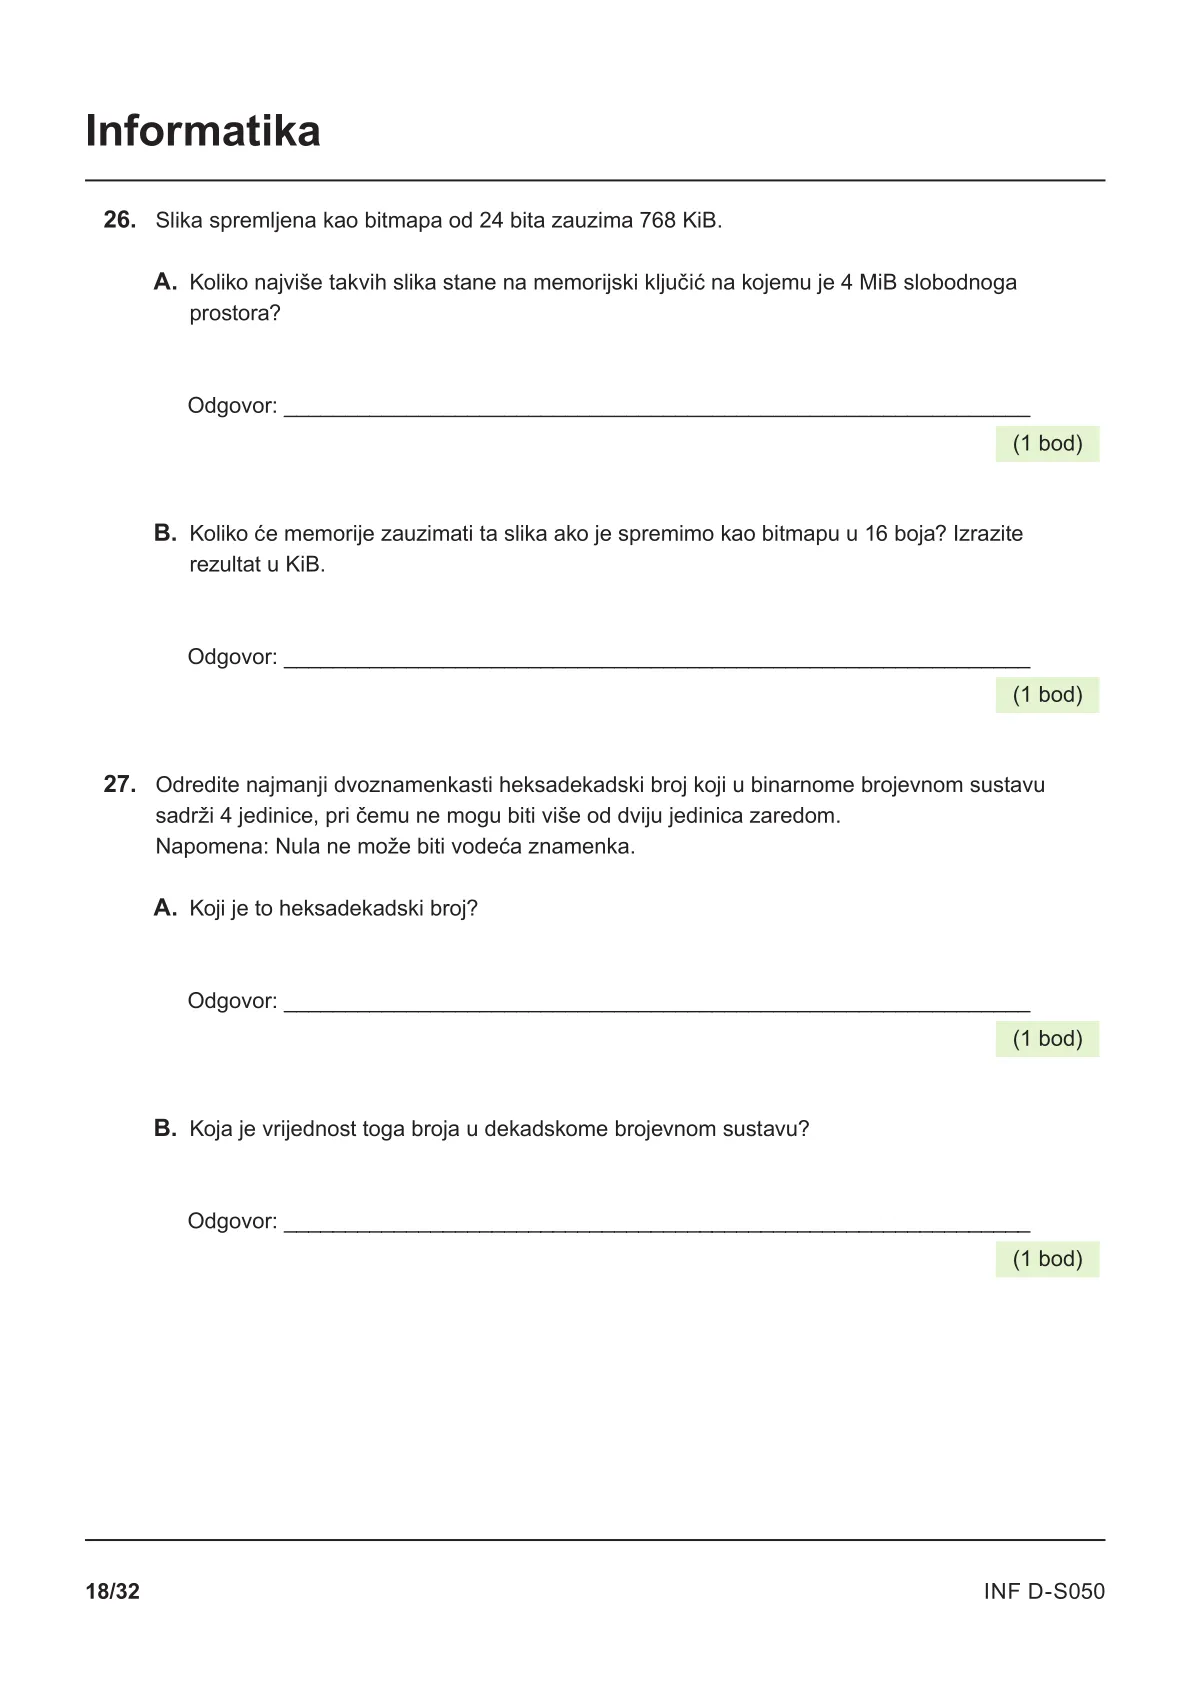 Informatika
26. Slika spremljena kao bitmapa od 24 bita zauzima 768 KiB.
A. Koliko najviše takvih slika stane na memorijski ključić na kojemu je 4 MiB slobodnoga
prostora?
Odgovor: _____________________________________________________________
(1 bod)
B. Koliko će memorije zauzimati ta slika ako je spremimo kao bitmapu u 16 boja? Izrazite
rezultat u KiB.
Odgovor: _____________________________________________________________
(1 bod)
27. Odredite najmanji dvoznamenkasti heksadekadski broj koji u binarnome brojevnom sustavu
sadrži 4 jedinice, pri čemu ne mogu biti više od dviju jedinica zaredom.
Napomena: Nula ne može biti vodeća znamenka.
A. Koji je to heksadekadski broj?
Odgovor: _____________________________________________________________
(1 bod)
B. Koja je vrijednost toga broja u dekadskome brojevnom sustavu?
Odgovor: _____________________________________________________________
(1 bod)
18/32
INF D-S050